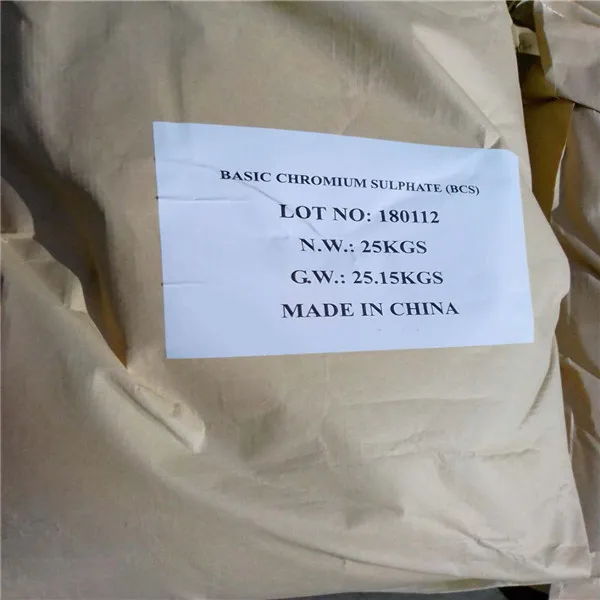 BASIC CHROMIUM SULPHATE (BCS)
LOT NO: 180112
N.W.: 25KGS
G.W.: 25.15KGS
MADE IN CHINA